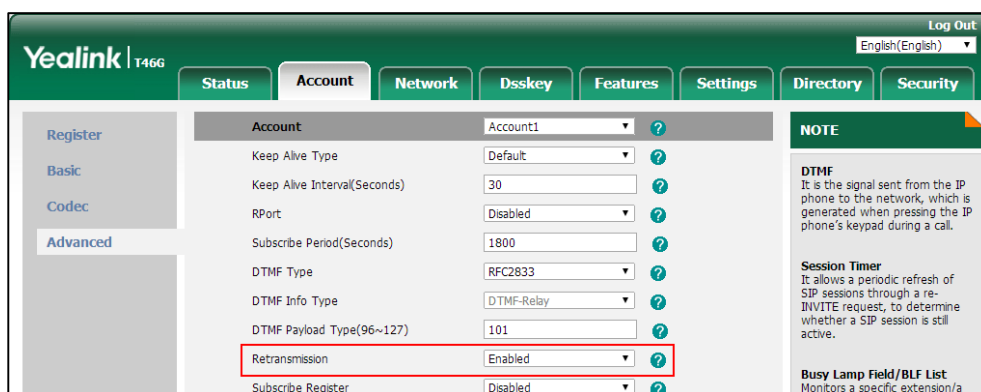 Log Out
Yealink | T46G
English(English)
Status Account Network Dsskey Features Settings Directory Security
Register
Basic
Codec
Advanced
Account Account1
Keep Alive Type Default
Keep Alive Interval(Seconds) 30
RPort Disabled
Subscribe Period(Seconds) 1800
DTMF Type RFC2833
DTMF Info Type DTMF-Relay
DTMF Payload Type(96~127) 101
Retransmission Enabled
Subscribe Register Disabled
NOTE
DTMF
It is the signal sent from the IP
phone to the network, which is
generated when pressing the IP
phone's keypad during a call.
Session Timer
It allows a periodic refresh of
SIP sessions through a re-
INVITE request, to determine
whether a SIP session is still
active.
Busy Lamp Field/BLF List
Monitors a specific extension/a